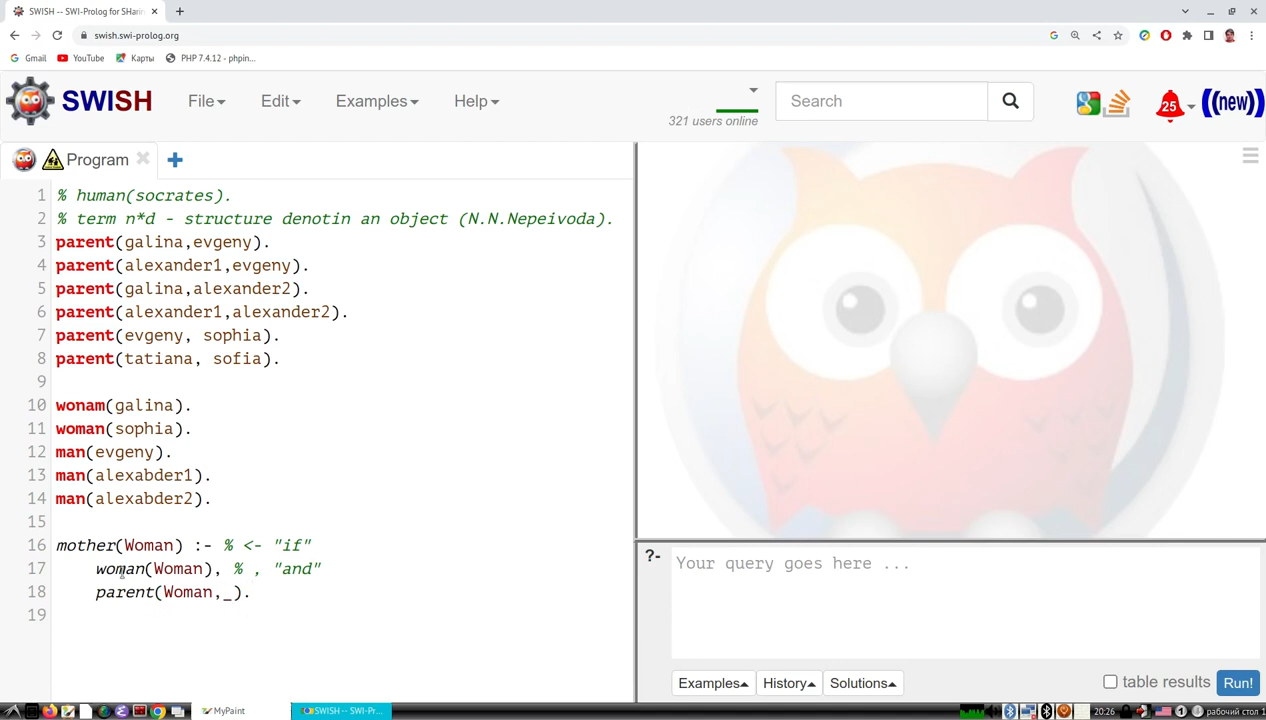 SWISH -- SWI-Prolog for SHarin
swish.swi-prolog.org
Gmail YouTube Карты PHP 7.4.12 - phpin...
SWISH File Edit Examples Help 321 users online Search 25 ((new))
Program
1 % human(socrates).
2 % term n*d - structure denotin an object (N.N.Nepeivoda).
3 parent(galina,evgeny).
4 parent(alexander1,evgeny).
5 parent(galina,alexander2).
6 parent(alexander1,alexander2).
7 parent(evgeny, sophia).
8 parent(tatiana, sofia).
9
10 wonam(galina).
11 woman(sophia).
12 man(evgeny).
13 man(alexabder1).
14 man(alexabder2).
15
16 mother(Woman) :- % <- "if"
17 woman(Woman), % , "and"
18 parent(Woman,_).
19
?- Your query goes here ...
Examples History Solutions table results Run!
MyPaint SWISH -- SWI-Pr... 20:26 рабочий стол 1